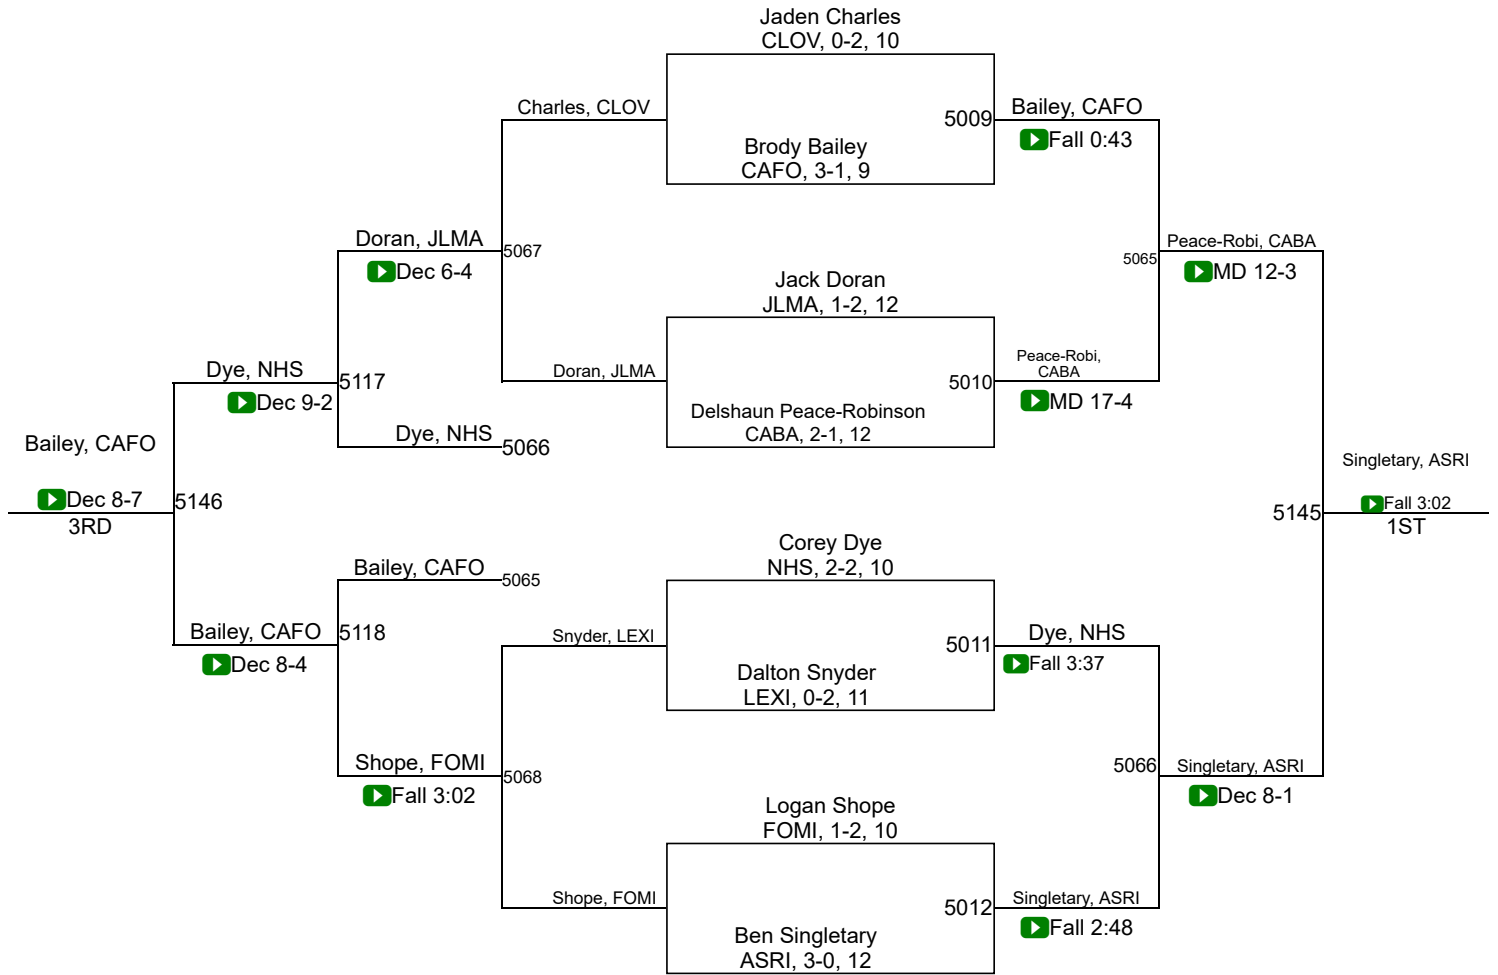 Jaden Charles
CLOV, 0-2, 10
Charles, CLOV
5009
Bailey, CAFO
Fall 0:43
Brody Bailey
CAFO, 3-1, 9
Doran, JLMA
5067
Dec 6-4
Peace-Robi, CABA
5065
MD 12-3
Jack Doran
JLMA, 1-2, 12
Doran, JLMA
5010
Peace-Robi,
CABA
MD 17-4
Delshaun Peace-Robinson
CABA, 2-1, 12
Dye, NHS
5117
Dec 9-2
Dye, NHS
5066
Bailey, CAFO
Dec 8-7
5146
3RD
Singletary, ASRI
5145
Fall 3:02
1ST
Corey Dye
NHS, 2-2, 10
Bailey, CAFO
5065
Bailey, CAFO
5118
Dec 8-4
Snyder, LEXI
5011
Dye, NHS
Fall 3:37
Dalton Snyder
LEXI, 0-2, 11
Shope, FOMI
5068
Fall 3:02
5066
Singletary, ASRI
Dec 8-1
Logan Shope
FOMI, 1-2, 10
Shope, FOMI
5012
Singletary, ASRI
Fall 2:48
Ben Singletary
ASRI, 3-0, 12